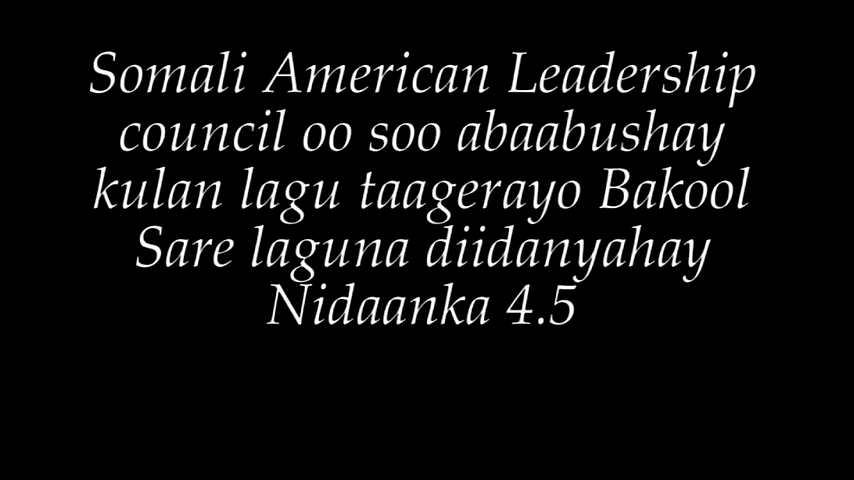 Somali American Leadership
council oo soo abaabushay
kulan lagu taagerayo Bakool
Sare laguna diidanyahay
Nidaanka 4.5